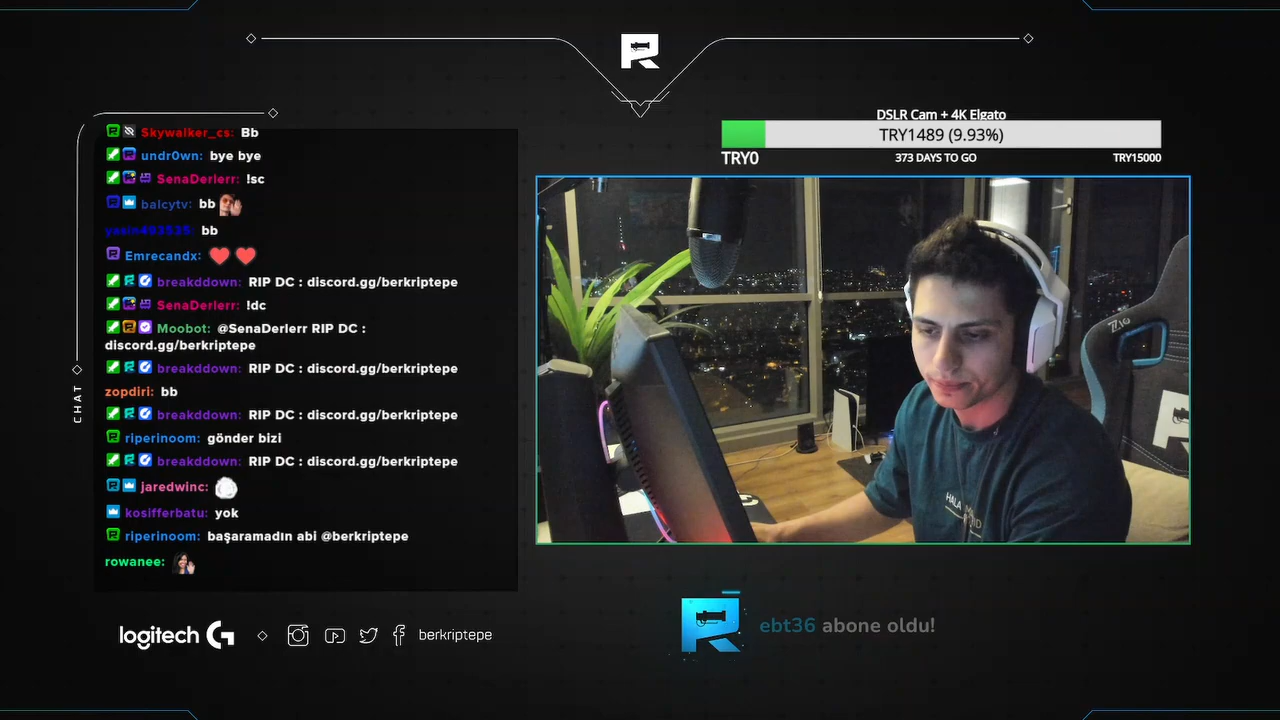 Skywalker_cs: Bb
undr0wn: bye bye
SenaDerlerr: !sc
balcytv: bb
yasin403535: bb
Emrecandx:
breakddown: RIP DC : discord.gg/berkriptepe
SenaDerlerr: !dc
Moobot: @SenaDerlerr RIP DC :
discord.gg/berkriptepe
breakddown: RIP DC : discord.gg/berkriptepe
zopdiri: bb
breakddown: RIP DC : discord.gg/berkriptepe
riperinoom: gönder bizi
breakddown: RIP DC : discord.gg/berkriptepe
jaredwinc:
kosifferbatu: yok
riperinoom: başaramadın abi @berkriptepe
rowanee:
CHAT
logitech G
berkriptepe
DSLR Cam + 4K Elgato
TRY1489 (9.93%)
TRY0
373 DAYS TO GO
TRY15000
HALA
ebt36 abone oldu!